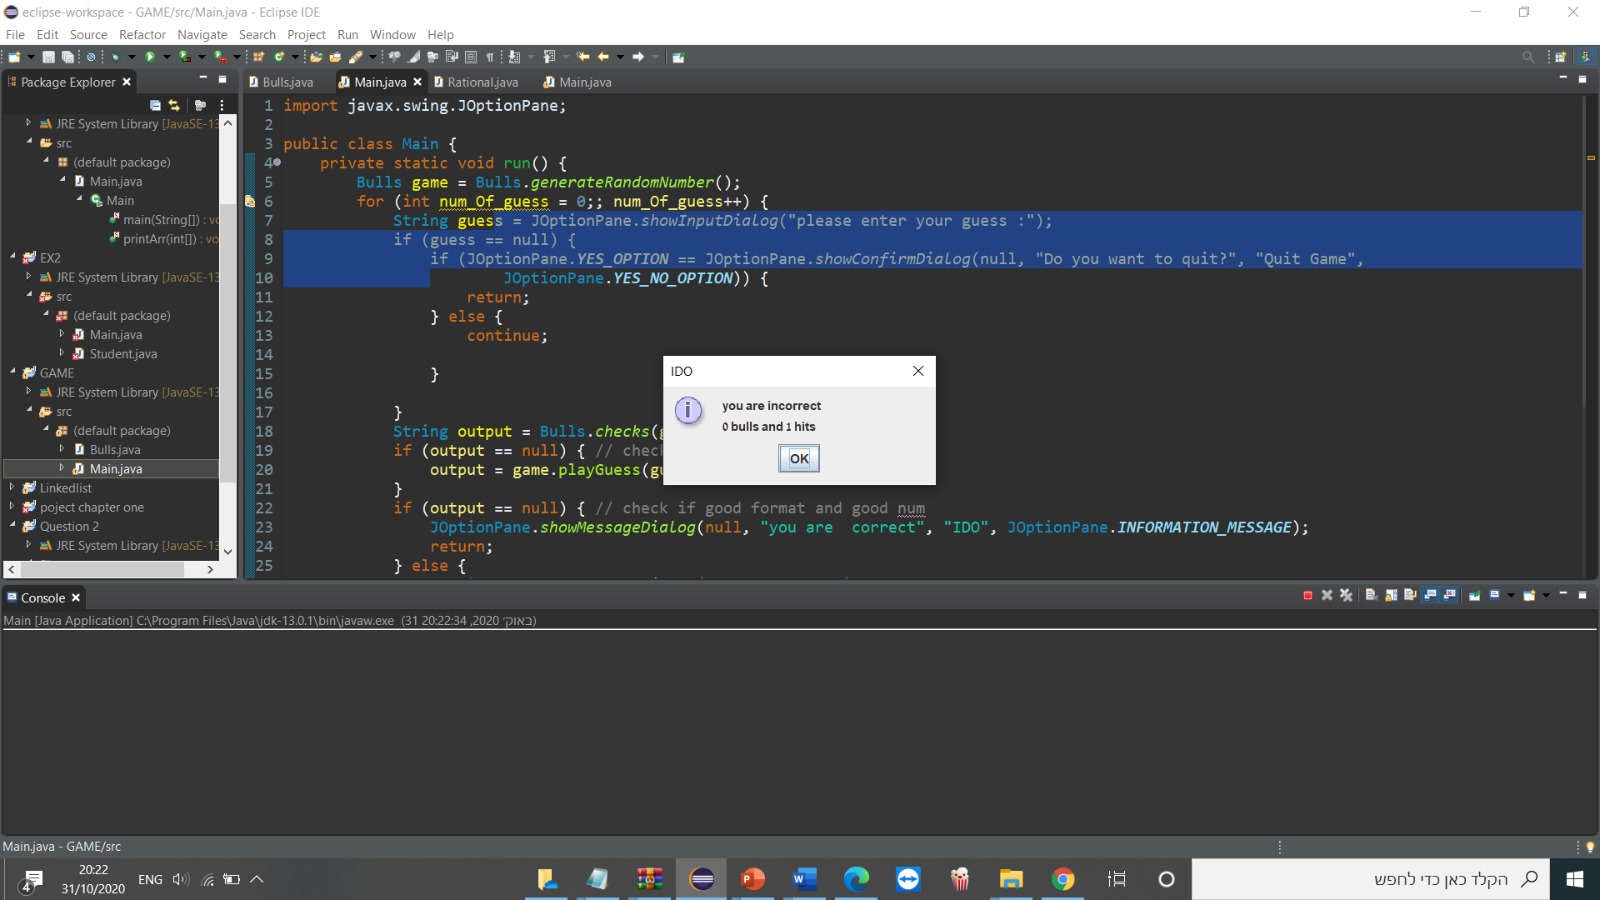 eclipse-workspace - GAME/src/Main.java - Eclipse IDE
File Edit Source Refactor Navigate Search Project Run Window Help
Package Explorer
Bulls.java Main.java Rational.java Main.java
JRE System Library [JavaSE-13
src
(default package)
Main.java
Main
main(String[]) : vo
printArr(int[]) : vo
EX2
JRE System Library [JavaSE-13
src
(default package)
Main.java
Student.java
GAME
JRE System Library [JavaSE-13
src
(default package)
Bulls.java
Main.java
Linkedlist
poject chapter one
Question 2
JRE System Library [JavaSE-13
1 import javax.swing.JOptionPane;
2
3 public class Main {
4 private static void run() {
5 Bulls game = Bulls.generateRandomNumber();
6 for (int num_Of_guess = 0;; num_Of_guess++) {
7 String guess = JOptionPane.showInputDialog("please enter your guess :");
8 if (guess == null) {
9 if (JOptionPane.YES_OPTION == JOptionPane.showConfirmDialog(null, "Do you want to quit?", "Quit Game",
10 JOptionPane.YES_NO_OPTION)) {
11 return;
12 } else {
13 continue;
14
15 }
16
17 }
18 String output = Bulls.checks(g
19 if (output == null) { // chec
20 output = game.playGuess(gu
21 }
22 if (output == null) { // check if good format and good num
23 JOptionPane.showMessageDialog(null, "you are  correct", "IDO", JOptionPane.INFORMATION_MESSAGE);
24 return;
25 } else {
IDO
you are incorrect
0 bulls and 1 hits
OK
Console
Main [Java Application] C:\Program Files\Java\jdk-13.0.1\bin\javaw.exe (31 באוק׳ 2020, 20:22:34)
Main.java - GAME/src
4
20:22
31/10/2020
ENG
הקלד כאן כדי לחפש